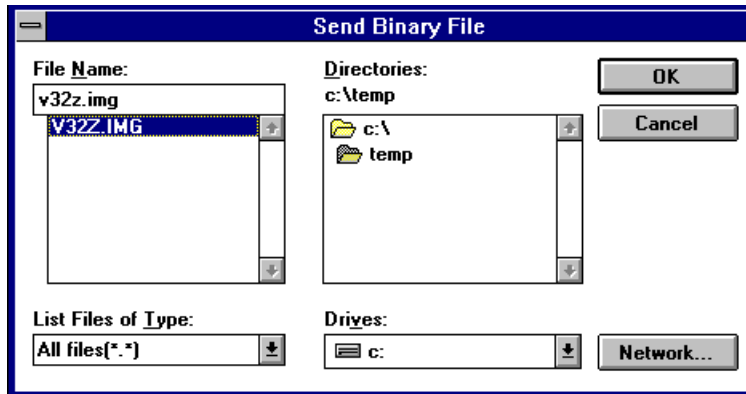 Send Binary File
File Name:
v32z.img
V32Z.IMG
Directories:
c:\temp
c:\
temp
OK
Cancel
List Files of Type:
All files(*.*)
Drives:
c:
Network...